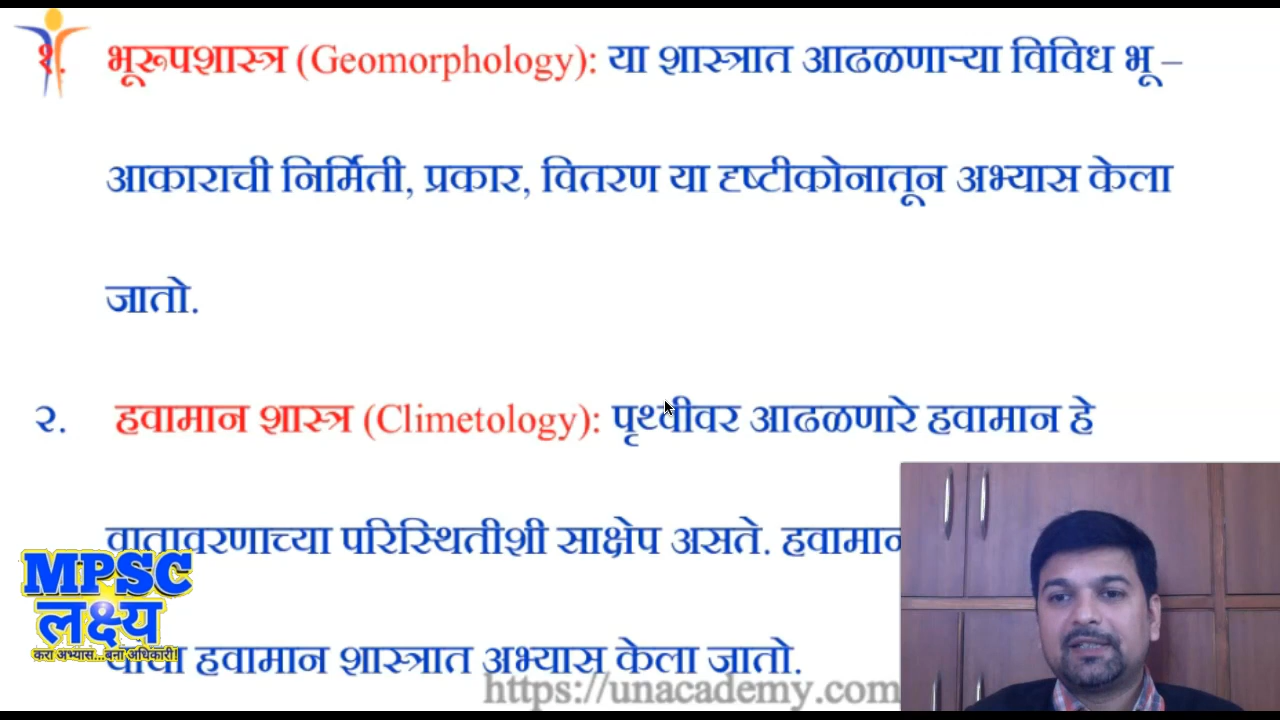 १. भूरूपशास्त्र (Geomorphology): या शास्त्रात आढळणाऱ्या विविध भू –
आकाराची निर्मिती, प्रकार, वितरण या दृष्टीकोनातून अभ्यास केला
जातो.
२. हवामान शास्त्र (Climetology): पृथ्वीवर आढळणारे हवामान हे
वातावरणाच्या परिस्थितीशी साक्षेप असते. हवामान
हवामान शास्त्रात अभ्यास केला जातो.
MPSC
लक्ष्य
करा अभ्यास...बना अधिकारी!
https://unacademy.com